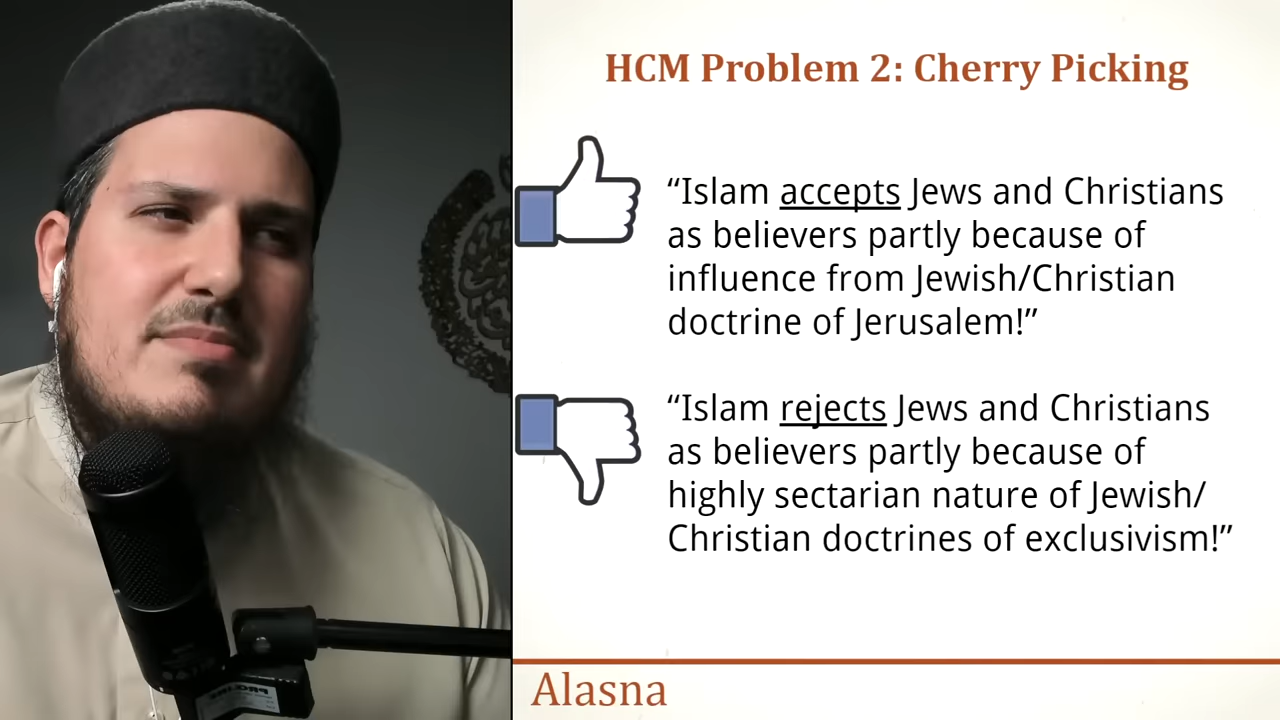 HCM Problem 2: Cherry Picking
“Islam accepts Jews and Christians
as believers partly because of
influence from Jewish/Christian
doctrine of Jerusalem!”
“Islam rejects Jews and Christians
as believers partly because of
highly sectarian nature of Jewish/
Christian doctrines of exclusivism!”
Alasna